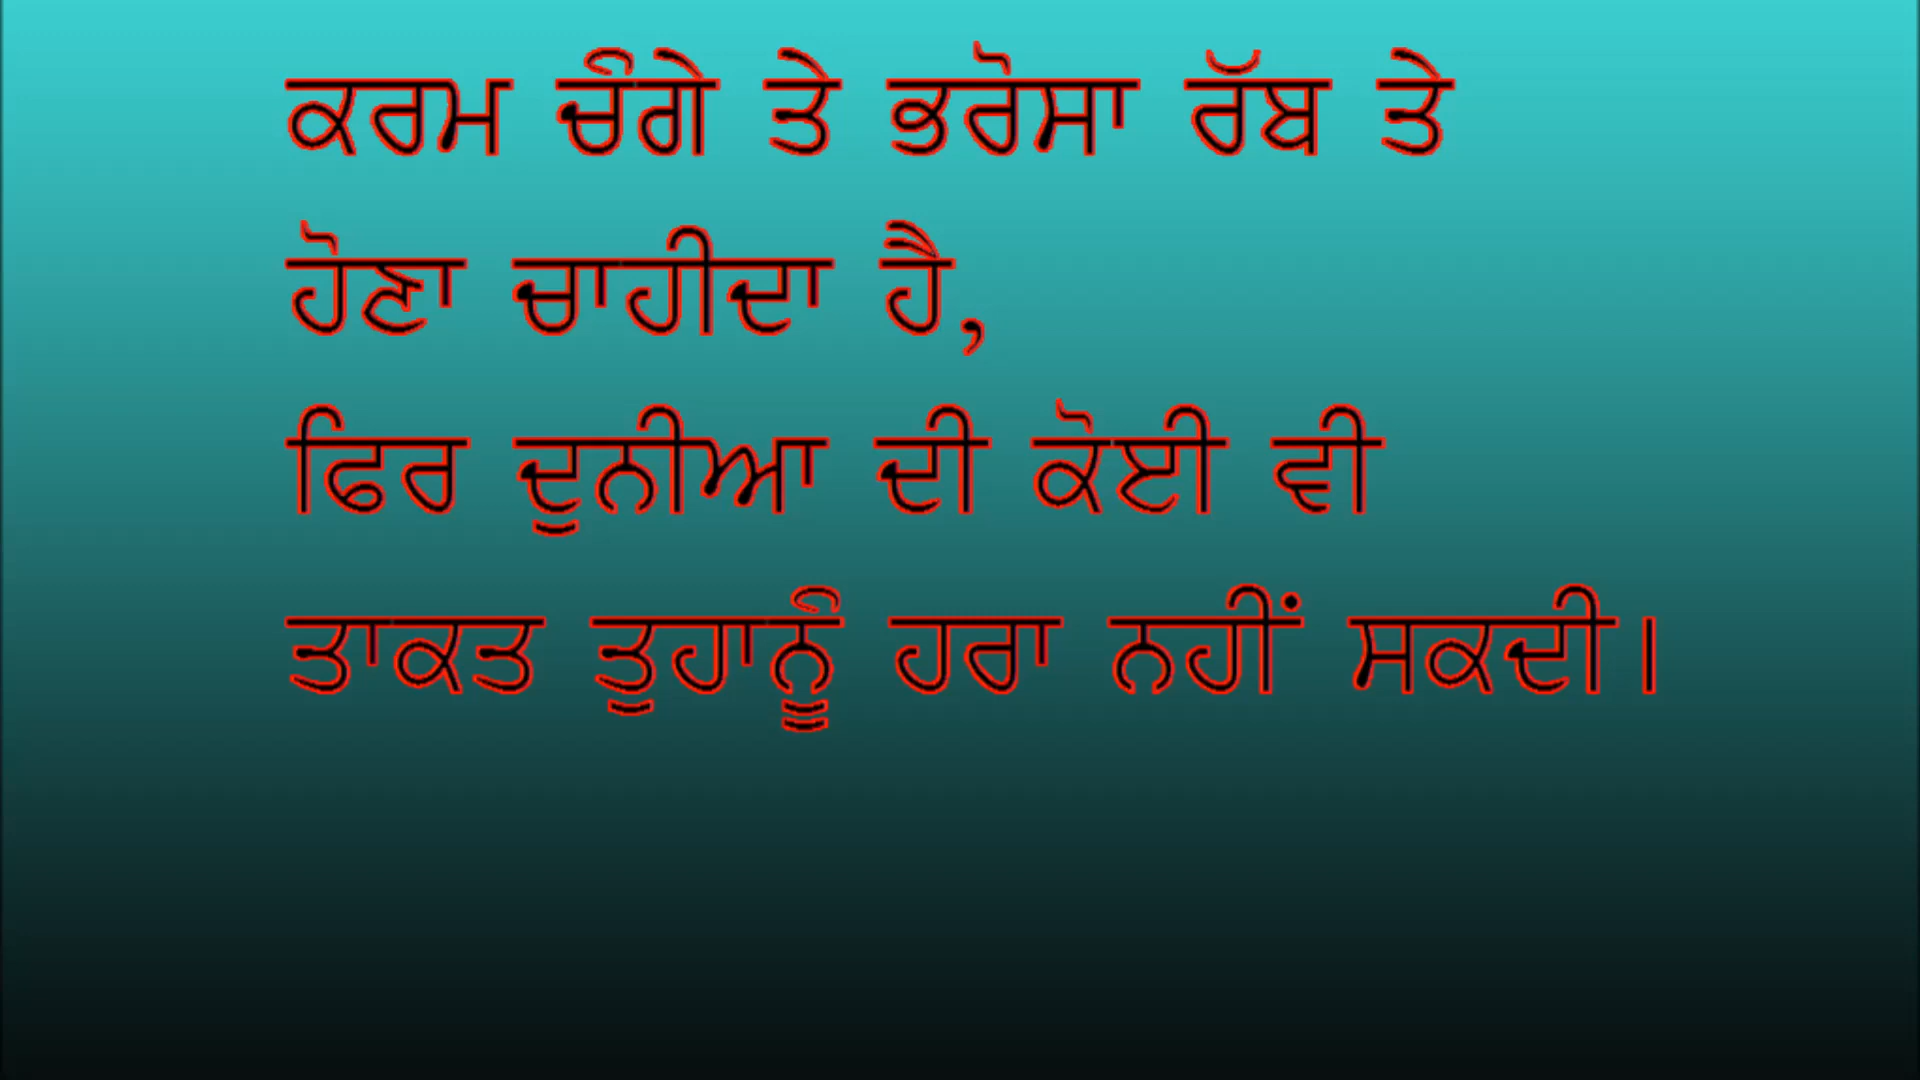 ਕਰਮ ਚੰਗੇ ਤੇ ਭਰੋਸਾ ਰੱਬ ਤੇ
ਹੋਣਾ ਚਾਹੀਦਾ ਹੈ,
ਫਿਰ ਦੁਨੀਆ ਦੀ ਕੋਈ ਵੀ
ਤਾਕਤ ਤੁਹਾਨੂੰ ਹਰਾ ਨਹੀਂ ਸਕਦੀ।